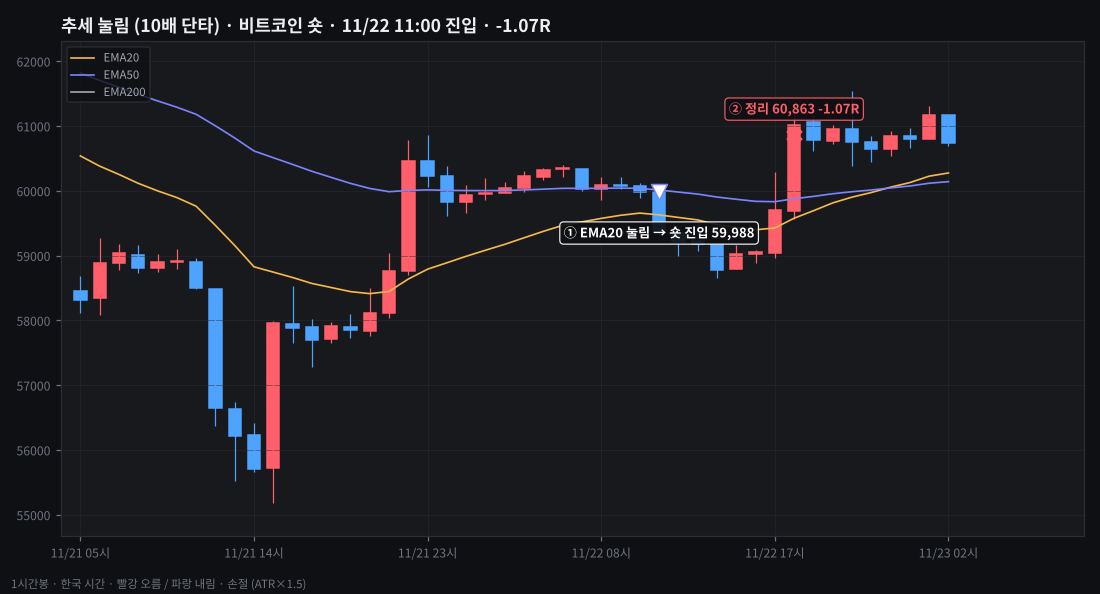 추세 눌림 (10배 단타) · 비트코인 숏 · 11/22 11:00 진입 · -1.07R
EMA20
EMA50
EMA200
62000
61000
60000
59000
58000
57000
56000
55000
② 정리 60,863 -1.07R
① EMA20 눌림 → 숏 진입 59,988
11/21 05시
11/21 14시
11/21 23시
11/22 08시
11/22 17시
11/23 02시
1시간봉 · 한국 시간 · 빨강 오름 / 파랑 내림 · 손절 (ATR×1.5)